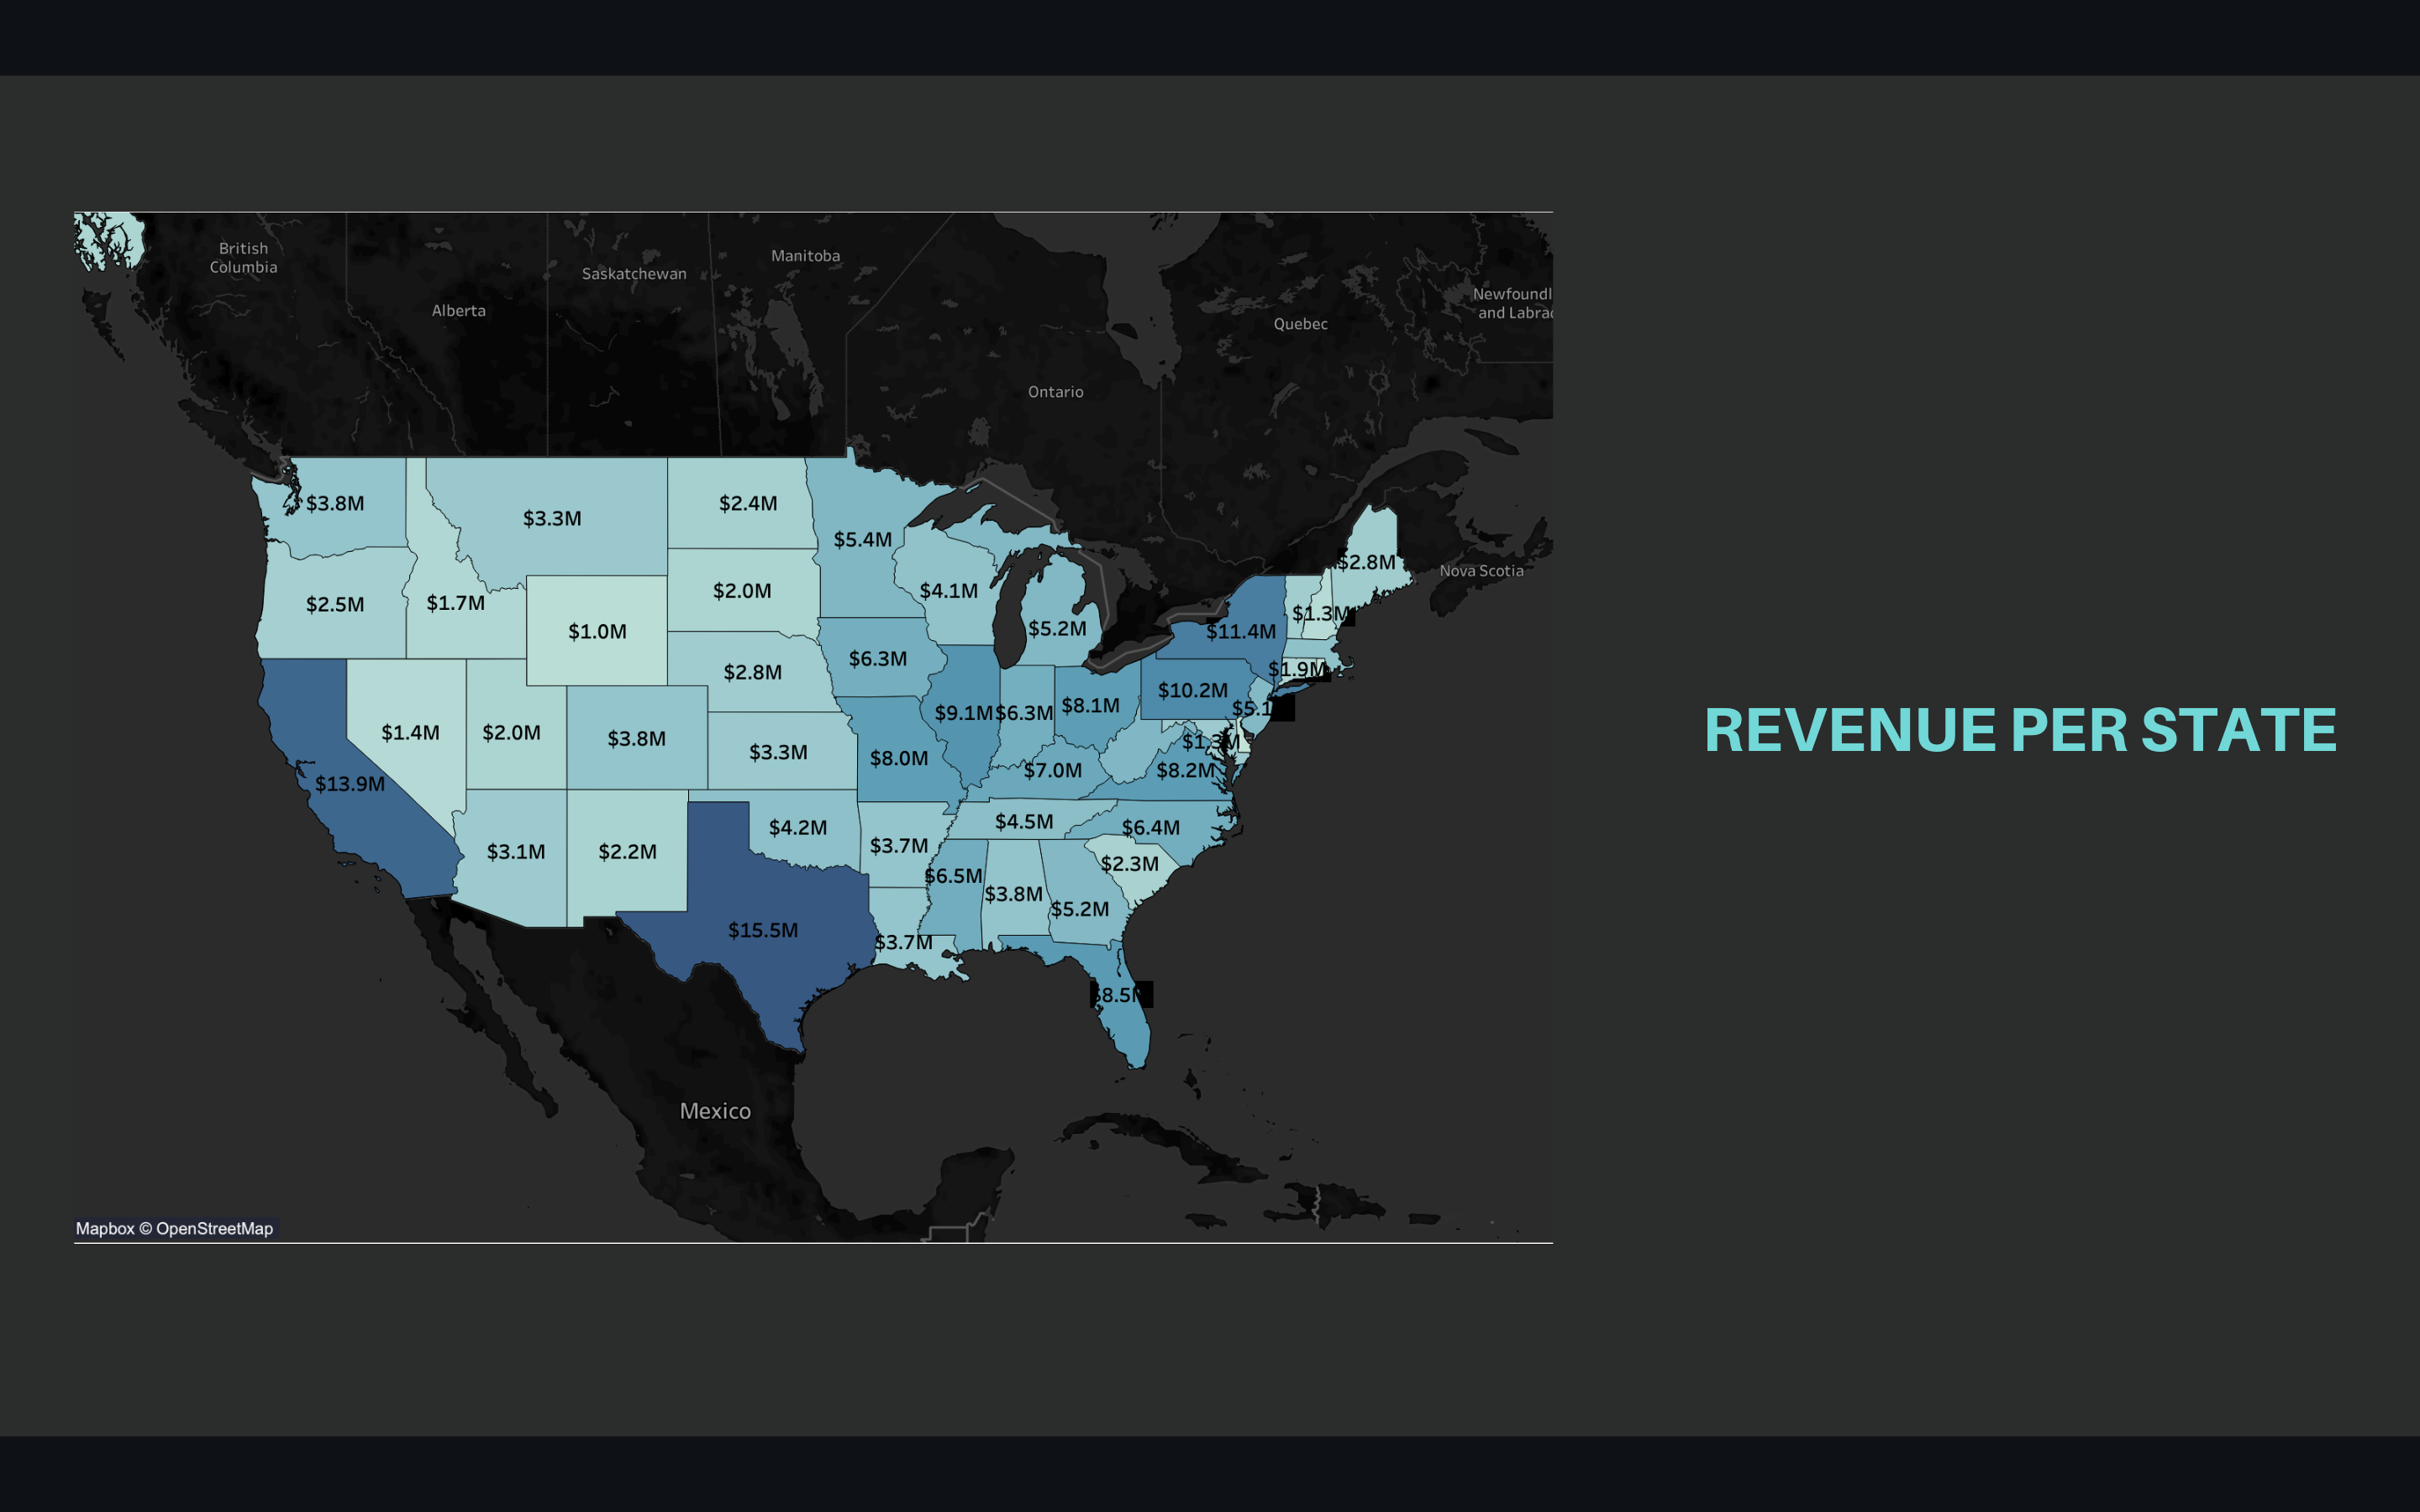 British
Columbia
Manitoba
Saskatchewan
Alberta
Quebec
Ontario
Nova Scotia
$3.8M
$3.3M
$2.4M
$5.4M
$2.8M
$2.5M
$1.7M
$1.0M
$2.0M
$4.1M
$5.2M
$11.4M
$1.3M
$6.3M
$2.8M
$1.9M
$10.2M
$5.1
$9.1M
$6.3M
$8.1M
REVENUE PER STATE
$1.4M
$2.0M
$3.8M
$3.3M
$8.0M
$7.0M
$1.3M
$8.2M
$13.9M
$3.1M
$2.2M
$4.2M
$3.7M
$4.5M
$6.4M
$2.3M
$6.5M
$3.8M
$5.2M
$15.5M
$3.7M
Mexico
Mapbox © OpenStreetMap